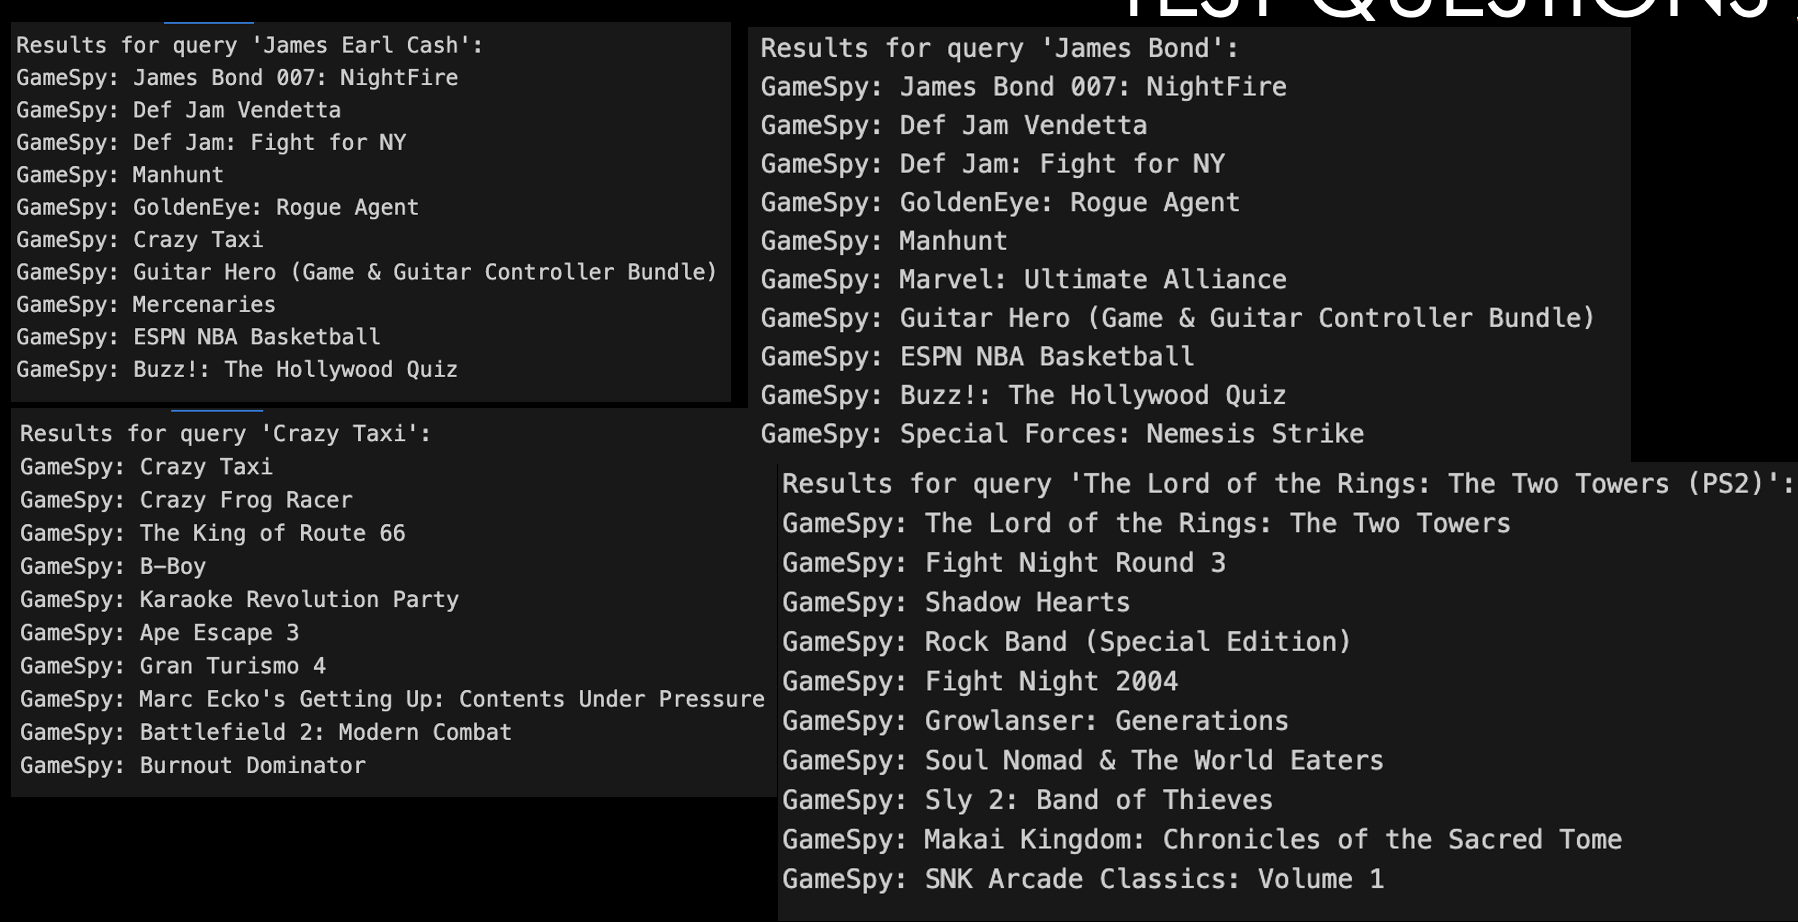 TEST QUESTIONS
Results for query 'James Earl Cash':
GameSpy: James Bond 007: NightFire
GameSpy: Def Jam Vendetta
GameSpy: Def Jam: Fight for NY
GameSpy: Manhunt
GameSpy: GoldenEye: Rogue Agent
GameSpy: Crazy Taxi
GameSpy: Guitar Hero (Game & Guitar Controller Bundle)
GameSpy: Mercenaries
GameSpy: ESPN NBA Basketball
GameSpy: Buzz!: The Hollywood Quiz
Results for query 'James Bond':
GameSpy: James Bond 007: NightFire
GameSpy: Def Jam Vendetta
GameSpy: Def Jam: Fight for NY
GameSpy: GoldenEye: Rogue Agent
GameSpy: Manhunt
GameSpy: Marvel: Ultimate Alliance
GameSpy: Guitar Hero (Game & Guitar Controller Bundle)
GameSpy: ESPN NBA Basketball
GameSpy: Buzz!: The Hollywood Quiz
GameSpy: Special Forces: Nemesis Strike
Results for query 'Crazy Taxi':
GameSpy: Crazy Taxi
GameSpy: Crazy Frog Racer
GameSpy: The King of Route 66
GameSpy: B-Boy
GameSpy: Karaoke Revolution Party
GameSpy: Ape Escape 3
GameSpy: Gran Turismo 4
GameSpy: Marc Ecko's Getting Up: Contents Under Pressure
GameSpy: Battlefield 2: Modern Combat
GameSpy: Burnout Dominator
Results for query 'The Lord of the Rings: The Two Towers (PS2)':
GameSpy: The Lord of the Rings: The Two Towers
GameSpy: Fight Night Round 3
GameSpy: Shadow Hearts
GameSpy: Rock Band (Special Edition)
GameSpy: Fight Night 2004
GameSpy: Growlanser: Generations
GameSpy: Soul Nomad & The World Eaters
GameSpy: Sly 2: Band of Thieves
GameSpy: Makai Kingdom: Chronicles of the Sacred Tome
GameSpy: SNK Arcade Classics: Volume 1